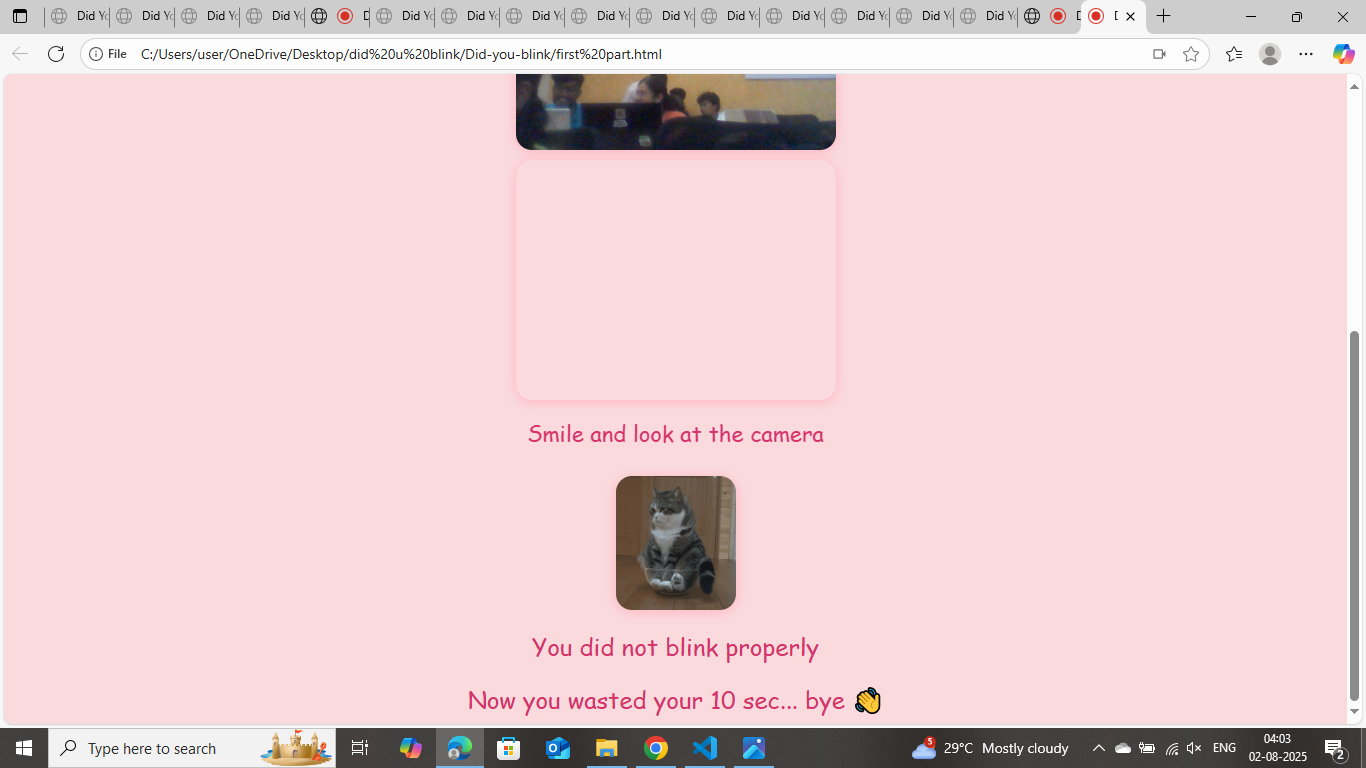 Did Yo Did Yo Did Yo Did Yo D Did Yo Did Yo Did Yo Did Yo Did Yo Did Yo Did Yo Did Yo Did Yo Did Yo D D
File C:/Users/user/OneDrive/Desktop/did%20u%20blink/Did-you-blink/first%20part.html
Smile and look at the camera
You did not blink properly
Now you wasted your 10 sec... bye 👋
Type here to search
5
29°C Mostly cloudy
ENG
04:03
02-08-2025
2